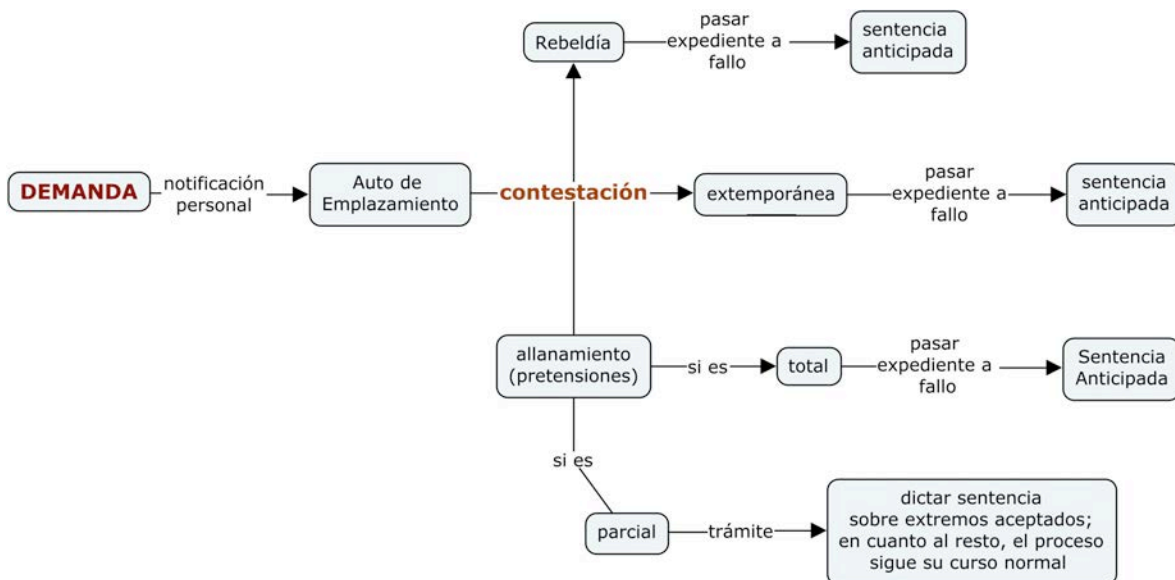 Rebeldía
pasar
expediente a
fallo
sentencia
anticipada
DEMANDA
notificación
personal
Auto de
Emplazamiento
contestación
extemporánea
pasar
expediente a
fallo
sentencia
anticipada
allanamiento
(pretensiones)
si es
total
pasar
expediente a
fallo
Sentencia
Anticipada
si es
parcial
trámite
dictar sentencia
sobre extremos aceptados;
en cuanto al resto, el proceso
sigue su curso normal